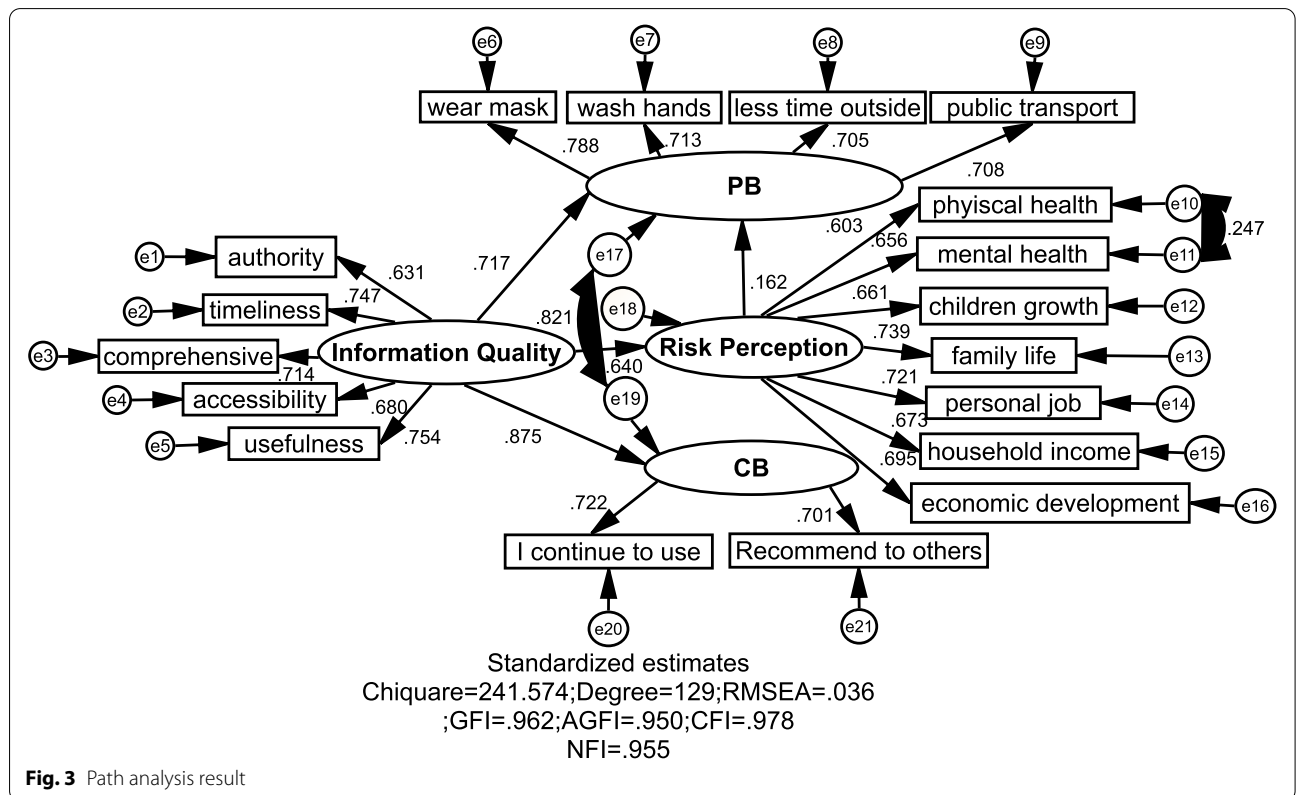 e6
e7
e8
e9
wear mask
wash hands
less time outside
public transport
.788
.713
.705
.708
PB
phyiscal health
e10
.603
.247
.656
mental health
e11
e1
authority
.717
e17
.631
.162
.661
children growth
e12
e2
timeliness
.747
.821
e18
.739
family life
e13
e3
comprehensive
Information Quality
Risk Perception
.714
.640
.721
personal job
e14
e4
accessibility
.680
e19
.673
household income
e15
e5
usefulness
.754
.875
.695
CB
economic development
e16
.722
.701
I continue to use
Recommend to others
e20
e21
Standardized estimates
Chiquare=241.574;Degree=129;RMSEA=.036
;GFI=.962;AGFI=.950;CFI=.978
NFI=.955
Fig. 3 Path analysis result